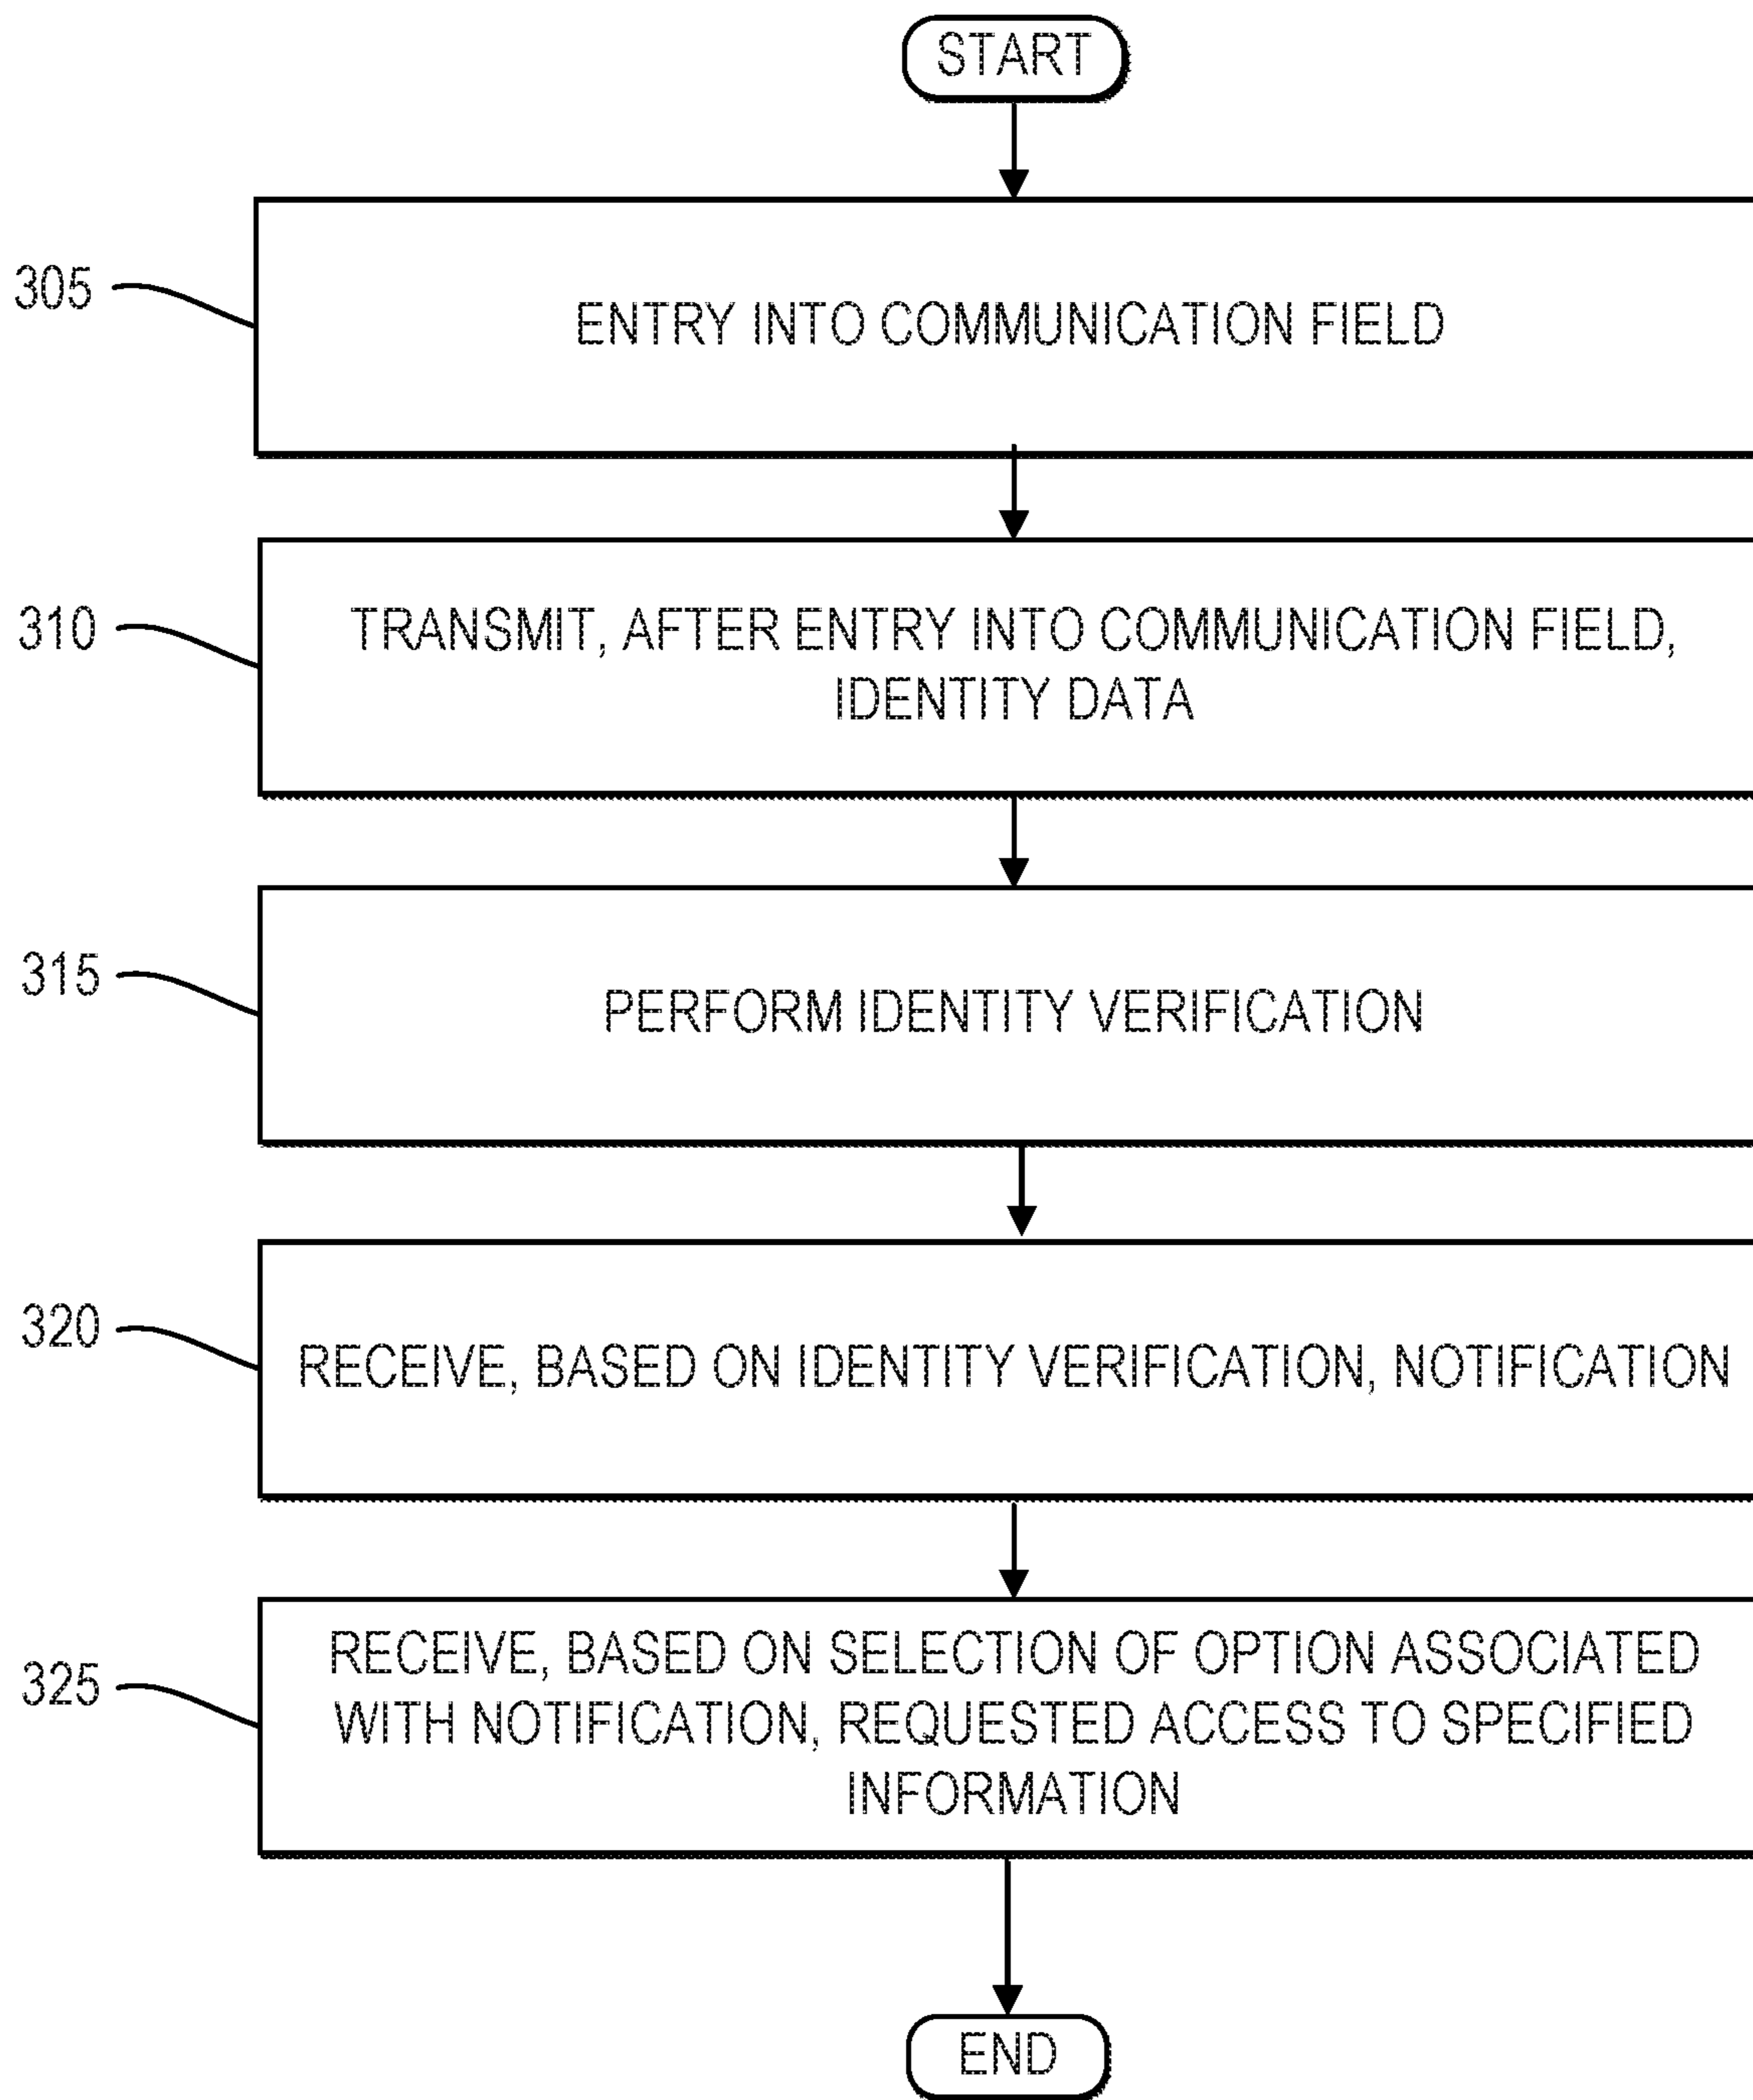 START
305
ENTRY INTO COMMUNICATION FIELD
310
TRANSMIT, AFTER ENTRY INTO COMMUNICATION FIELD,
IDENTITY DATA
315
PERFORM IDENTITY VERIFICATION
320
RECEIVE, BASED ON IDENTITY VERIFICATION, NOTIFICATION
325
RECEIVE, BASED ON SELECTION OF OPTION ASSOCIATED
WITH NOTIFICATION, REQUESTED ACCESS TO SPECIFIED
INFORMATION
END